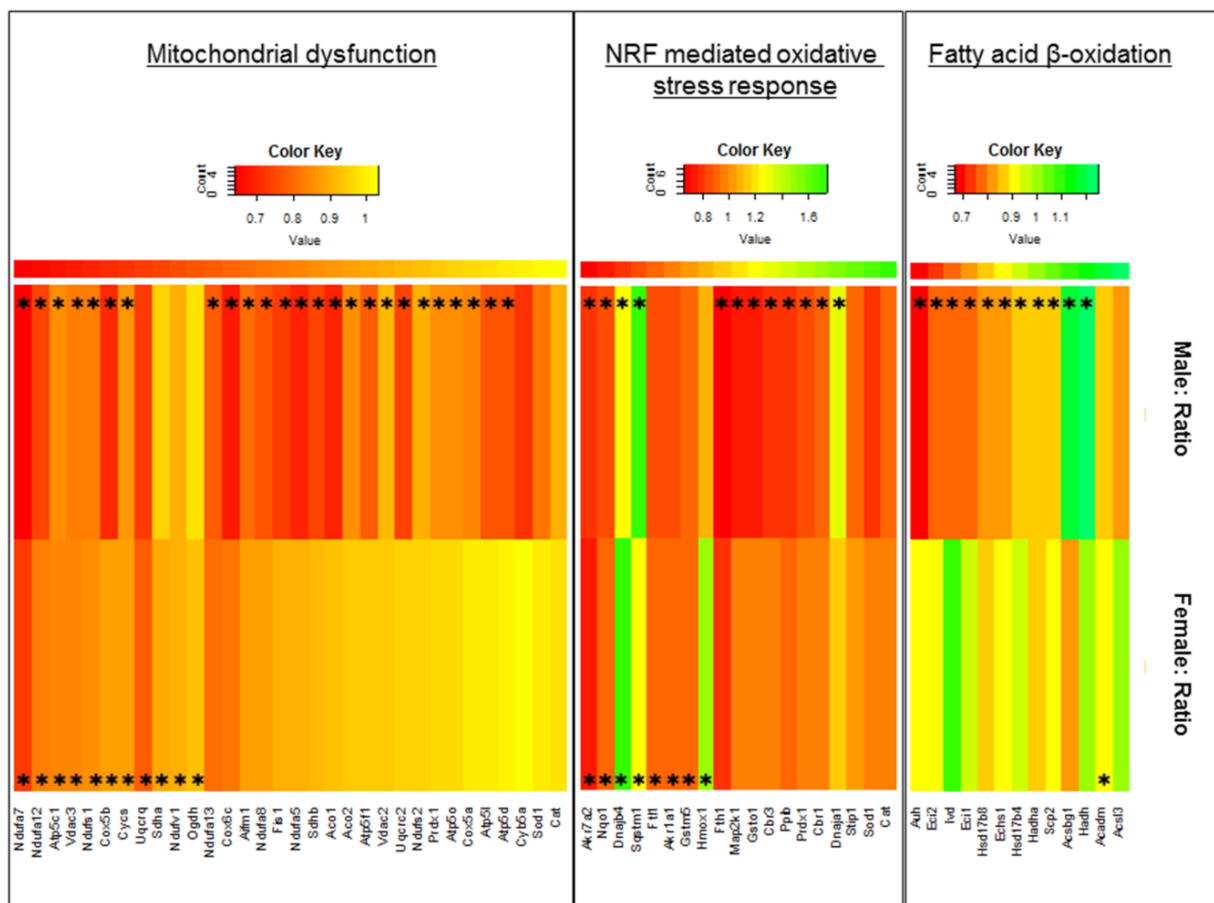 Mitochondrial dysfunction
Color Key
Count
0 4
0.7 0.8 0.9 1
Value
NRF mediated oxidative
stress response
Color Key
Count
0 6
0.8 1 1.2 1.6
Value
Fatty acid β-oxidation
Color Key
Count
0 4
0.7 0.9 1 1.1
Value
* * * * * * * * * * * * * * * * * * * * * * *
* * * * * * * * * * * *
* * * * * * * * * * *
Male: Ratio
Female: Ratio
* * * * * * * * * * *
* * * * * * * *
*
Ndufa7
Ndufa12
Atp5c1
Vdac3
Ndufs1
Cox5b
Cycs
Uqcrq
Sdha
Ndufv1
Ogdh
Ndufa13
Cox6c
Aifm1
Ndufa8
Fis1
Ndufa5
Sdhb
Aco1
Aco2
Atp5f1
Vdac2
Uqcrc2
Ndufs2
Prdx1
Atp5o
Cox5a
Atp5l
Atp5d
Cyb5a
Sod1
Cat
Akr7a2
Nqo1
Dnajb4
Sqstm1
Ftl1
Akr1a1
Gstm5
Hmox1
Fth1
Map2k1
Gsto1
Cbr3
Ppib
Prdx1
Cbr1
Dnaja1
Stip1
Sod1
Cat
Auh
Eci2
Ivd
Eci1
Hsd17b8
Echs1
Hsd17b4
Hadha
Scp2
Acsbg1
Hadh
Acadm
Acsl3